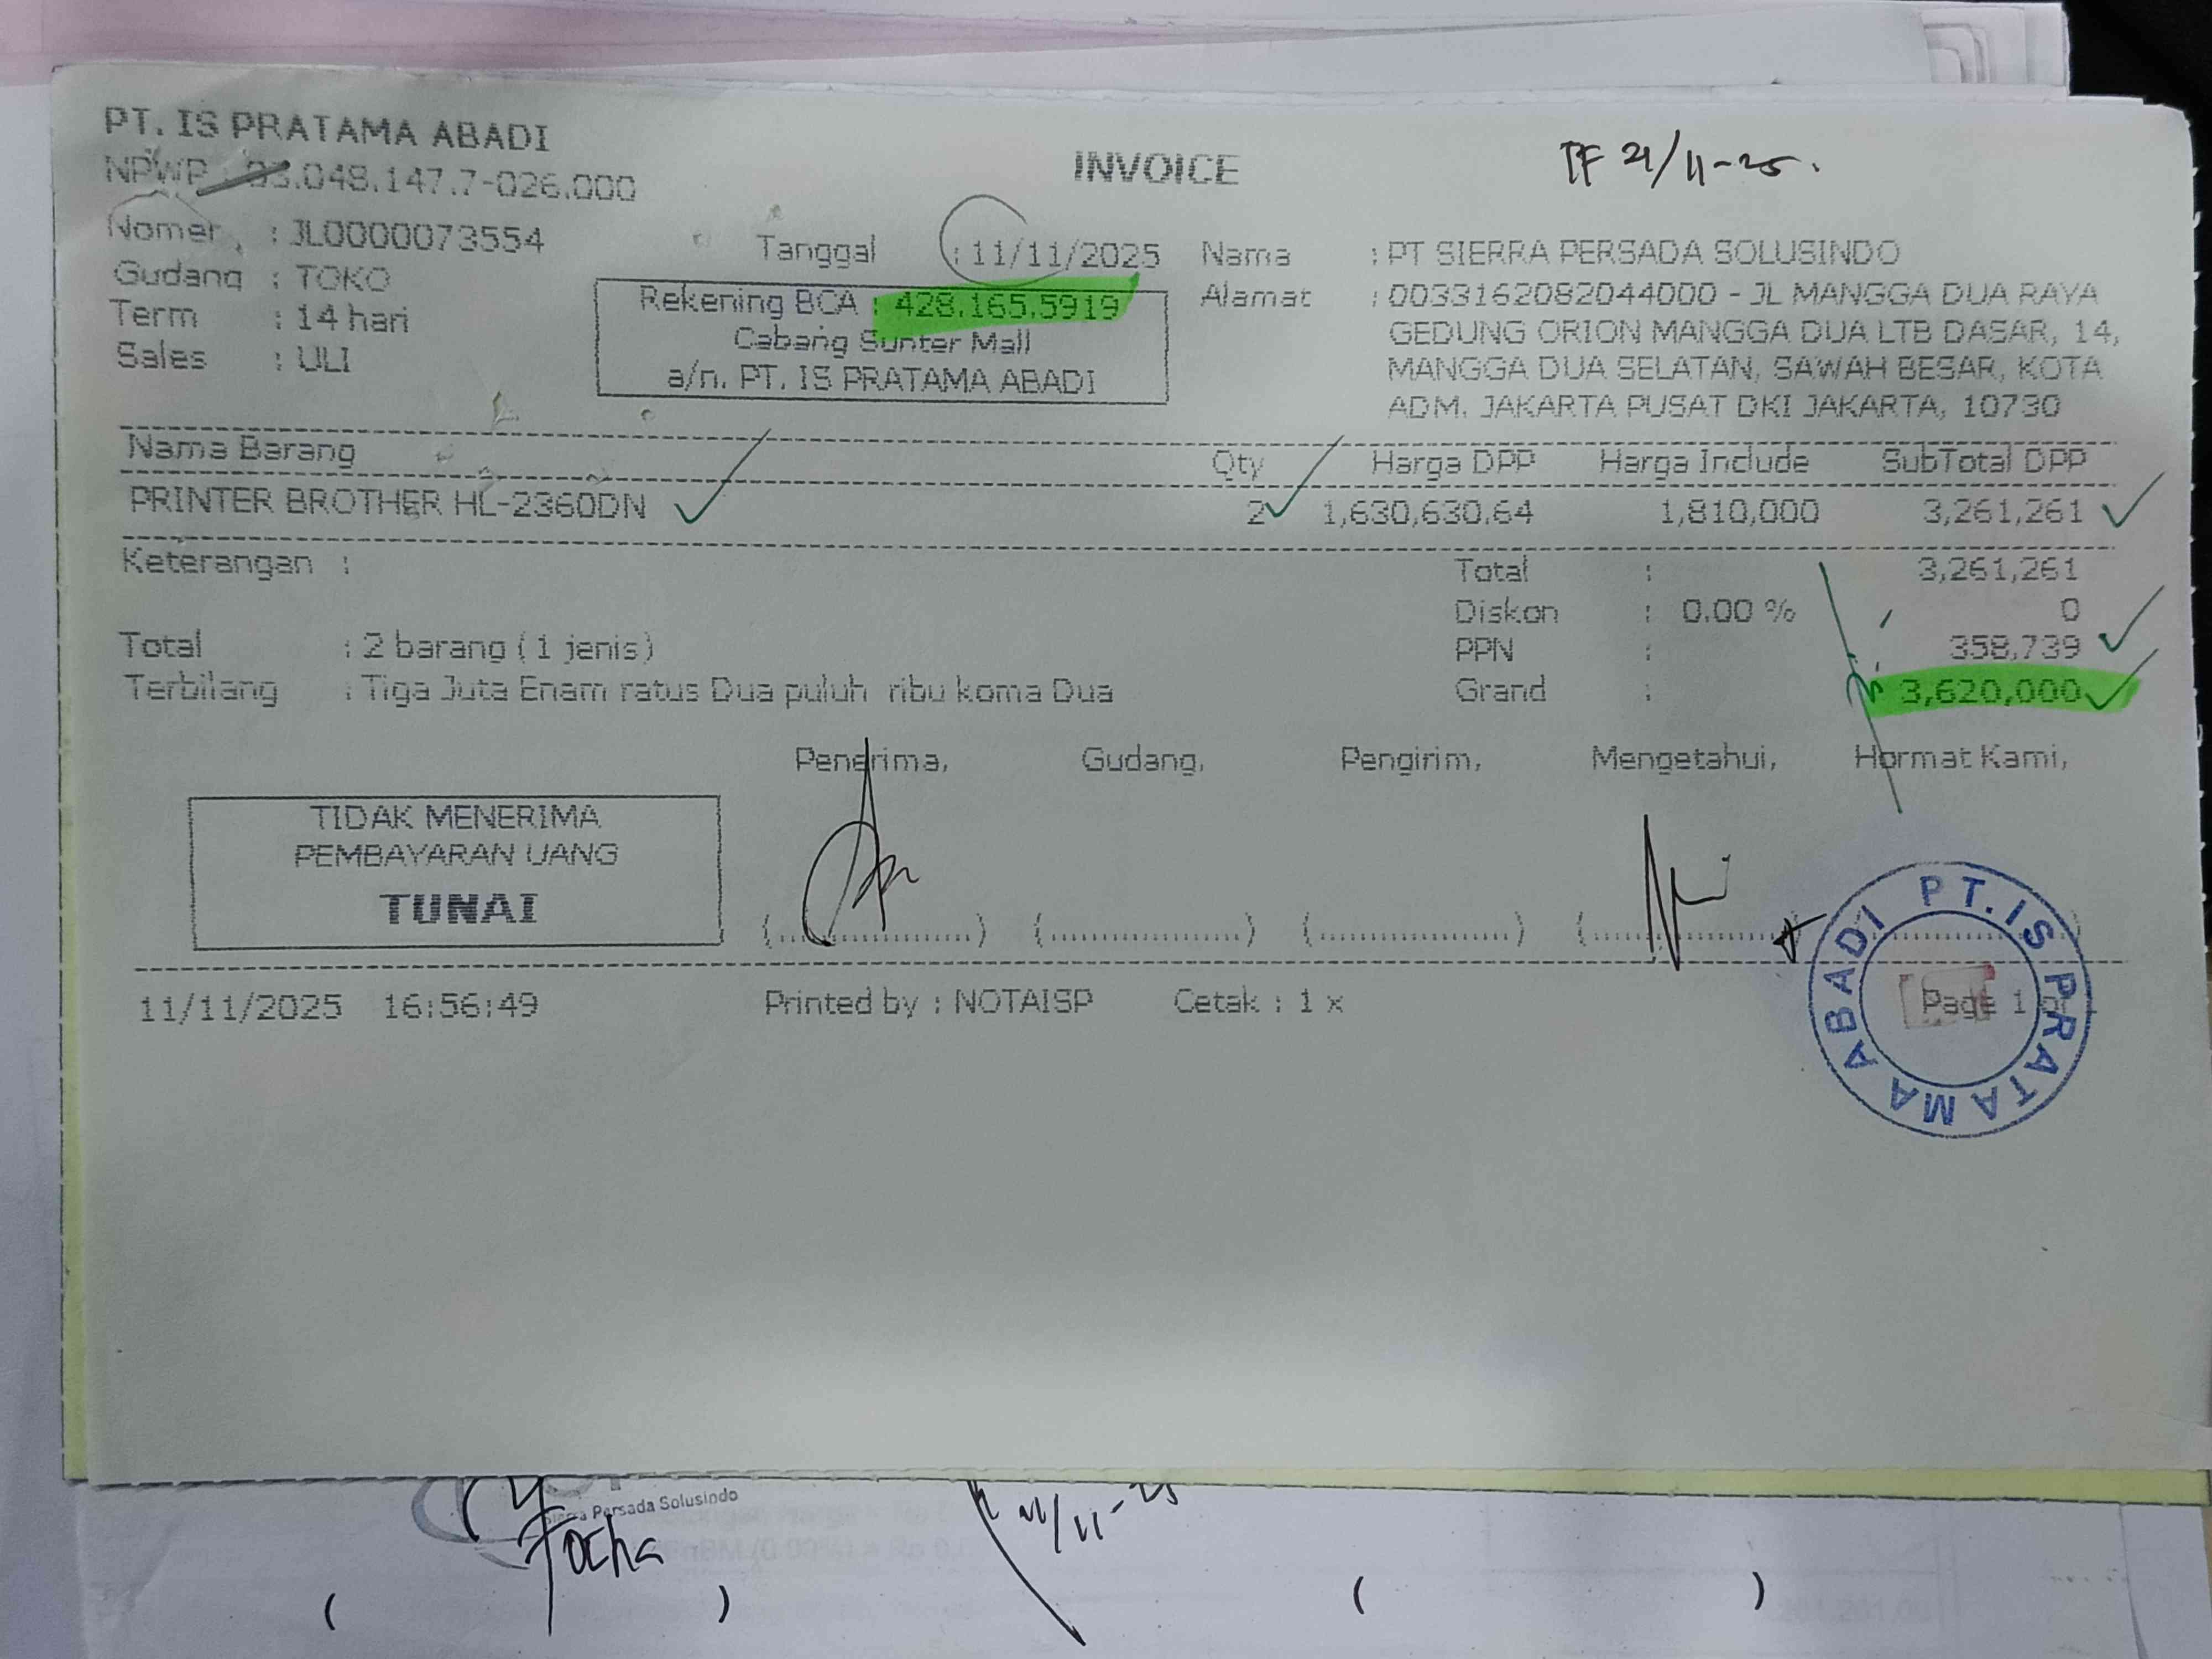 PT. IS PRATAMA ABADI
NPWP : 03.048.147.7-026.000
INVOICE
TF 21/11-25.
Nomer : JL0000073554
Tanggal : 11/11/2025
Nama : PT SIERRA PERSADA SOLUSINDO
Gudang : TOKO
Rekening BCA : 428.165.5919
Alamat : 0033162082044000 - JL MANGGA DUA RAYA
Term : 14 hari
Cabang Sunter Mall
GEDUNG ORION MANGGA DUA LTB DASAR, 14,
Sales : ULI
a/n. PT. IS PRATAMA ABADI
MANGGA DUA SELATAN, SAWAH BESAR, KOTA
ADM. JAKARTA PUSAT DKI JAKARTA, 10730
Nama Barang Qty Harga DPP Harga Include SubTotal DPP
PRINTER BROTHER HL-2360DN 2 1,630,630.64 1,810,000 3,261,261
Keterangan :
Total : 3,261,261
Diskon : 0.00 % 0
Total : 2 barang ( 1 jenis)
PPN : 358,739
Terbilang : Tiga Juta Enam ratus Dua puluh ribu koma Dua
Grand : 3,620,000
Penerima, Gudang, Pengirim, Mengetahui, Hormat Kami,
TIDAK MENERIMA
PEMBAYARAN UANG
TUNAI
(....................) (....................) (....................) (....................)
PT. IS PRATAMA ABADI
11/11/2025 16:56:49 Printed by : NOTAISP Cetak : 1 x Page 1 of
Sierra Persada Solusindo
21/11-25
( ) ( )